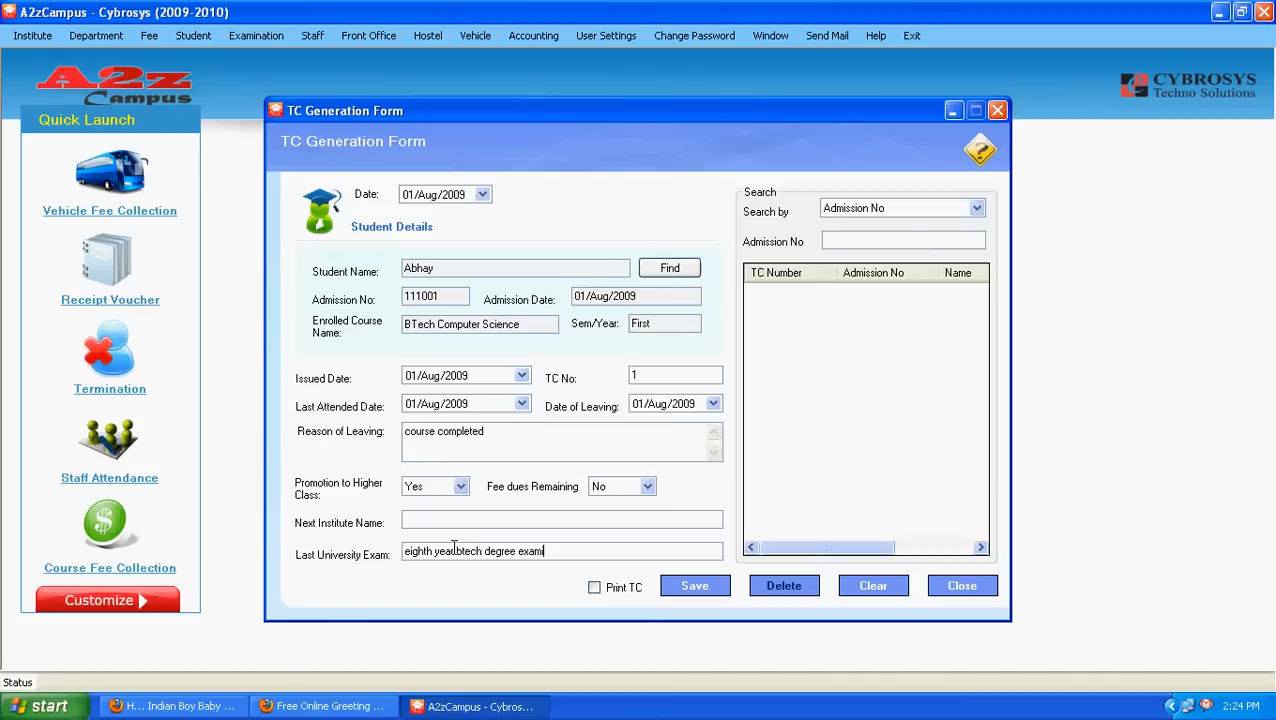 A2zCampus - Cybrosys (2009-2010)
Institute Department Fee Student Examination Staff Front Office Hostel Vehicle Accounting User Settings Change Password Window Send Mail Help Exit
A2z
Campus
CYBROSYS
Techno Solutions
Quick Launch
Vehicle Fee Collection
Receipt Voucher
Termination
Staff Attendance
Course Fee Collection
Customize
TC Generation Form
TC Generation Form
?
Date: 01/Aug/2009
Student Details
Student Name: Abhay Find
Admission No: 111001 Admission Date: 01/Aug/2009
Enrolled Course Name: BTech Computer Science Sem/Year: First
Issued Date: 01/Aug/2009 TC No: 1
Last Attended Date: 01/Aug/2009 Date of Leaving: 01/Aug/2009
Reason of Leaving: course completed
Promotion to Higher Class: Yes Fee dues Remaining No
Next Institute Name:
Last University Exam: eighth year btech degree exami
Print TC Save Delete Clear Close
Search
Search by Admission No
Admission No
TC Number Admission No Name
Status
start H... Indian Boy Baby ... Free Online Greeting ... A2zCampus - Cybros... 2:24 PM